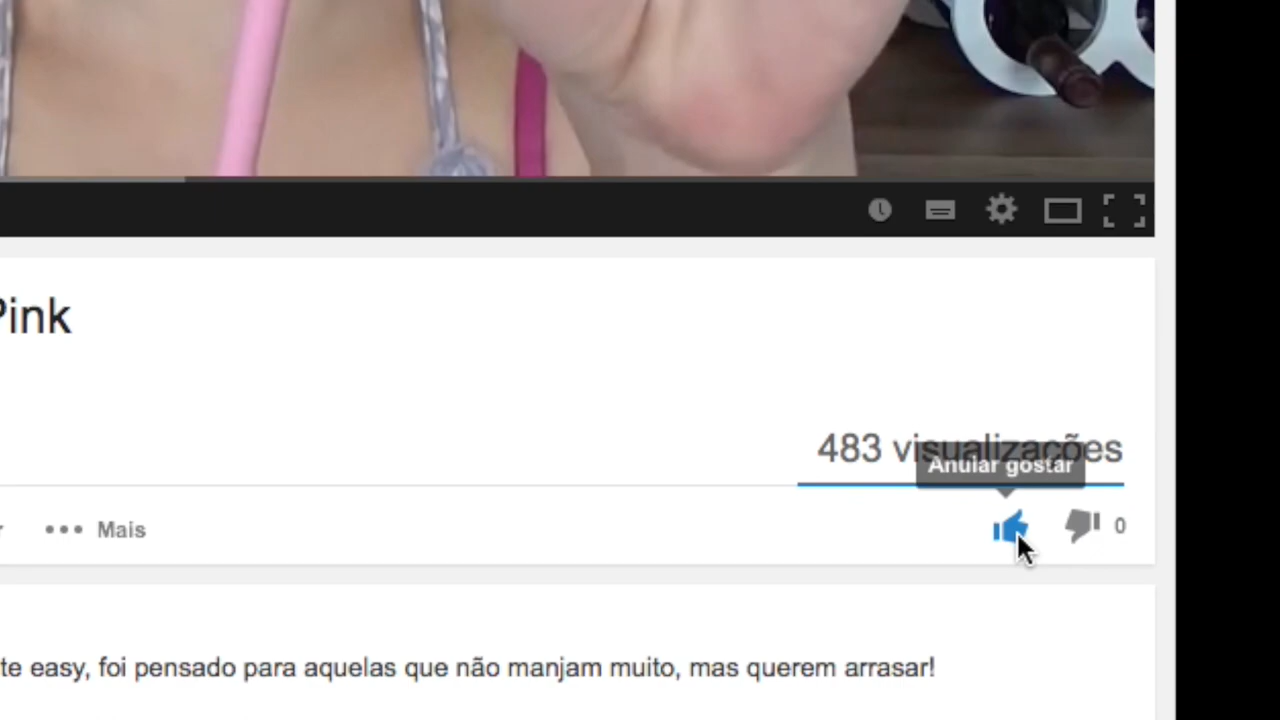 Pink
483 visualizações
Anular gostar
Mais
0
te easy, foi pensado para aquelas que não manjam muito, mas querem arrasar!